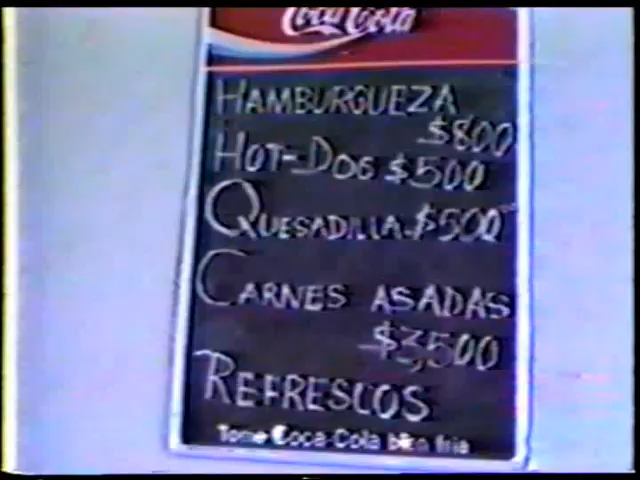 Coca-Cola
HAMBURGUEZA
$800
HOT-DOG $500
QUESADILLA-$500
CARNES ASADAS
$3,500
REFRESCOS
Tome Coca-Cola bien fria